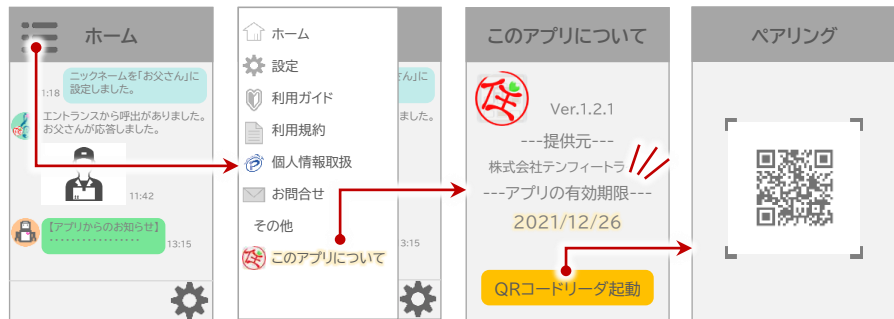 ホーム
ニックネームを「お父さん」に
設定しました。
1:18
エントランスから呼出がありました。
お父さんが応答しました。
11:42
【アプリからのお知らせ】
- - - - - - - - - - - - - - - - -
13:15
ホーム
設定
利用ガイド
利用規約
個人情報取扱
お問合せ
その他
このアプリについて
さん」に
ました。
3:15
このアプリについて
住
Ver.1.2.1
---提供元---
株式会社テンフィートラ
---アプリの有効期限---
2021/12/26
QRコードリーダ起動
ペアリング